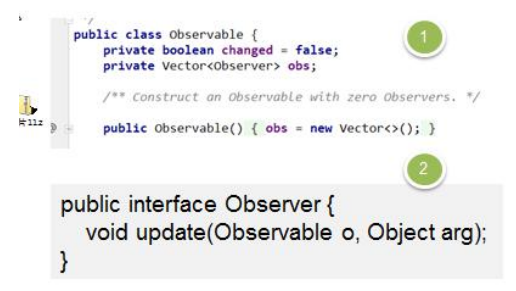 */
public class Observable {
private boolean changed = false;
private Vector<Observer> obs;
/** Construct an Observable with zero Observers. */
public Observable() { obs = new Vector<>(); }
1
2
public interface Observer {
void update(Observable o, Object arg);
}